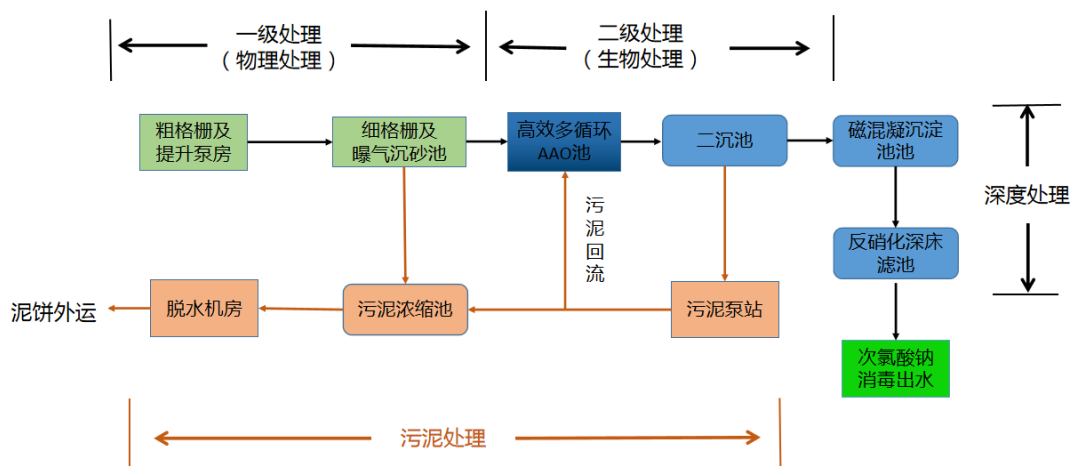 一级处理
（物理处理）
二级处理
（生物处理）
粗格栅及
提升泵房
细格栅及
曝气沉砂池
高效多循环
AAO池
二沉池
磁混凝沉淀
池池
深度处理
污
泥
回
流
反硝化深床
滤池
泥饼外运
脱水机房
污泥浓缩池
污泥泵站
次氯酸钠
消毒出水
污泥处理